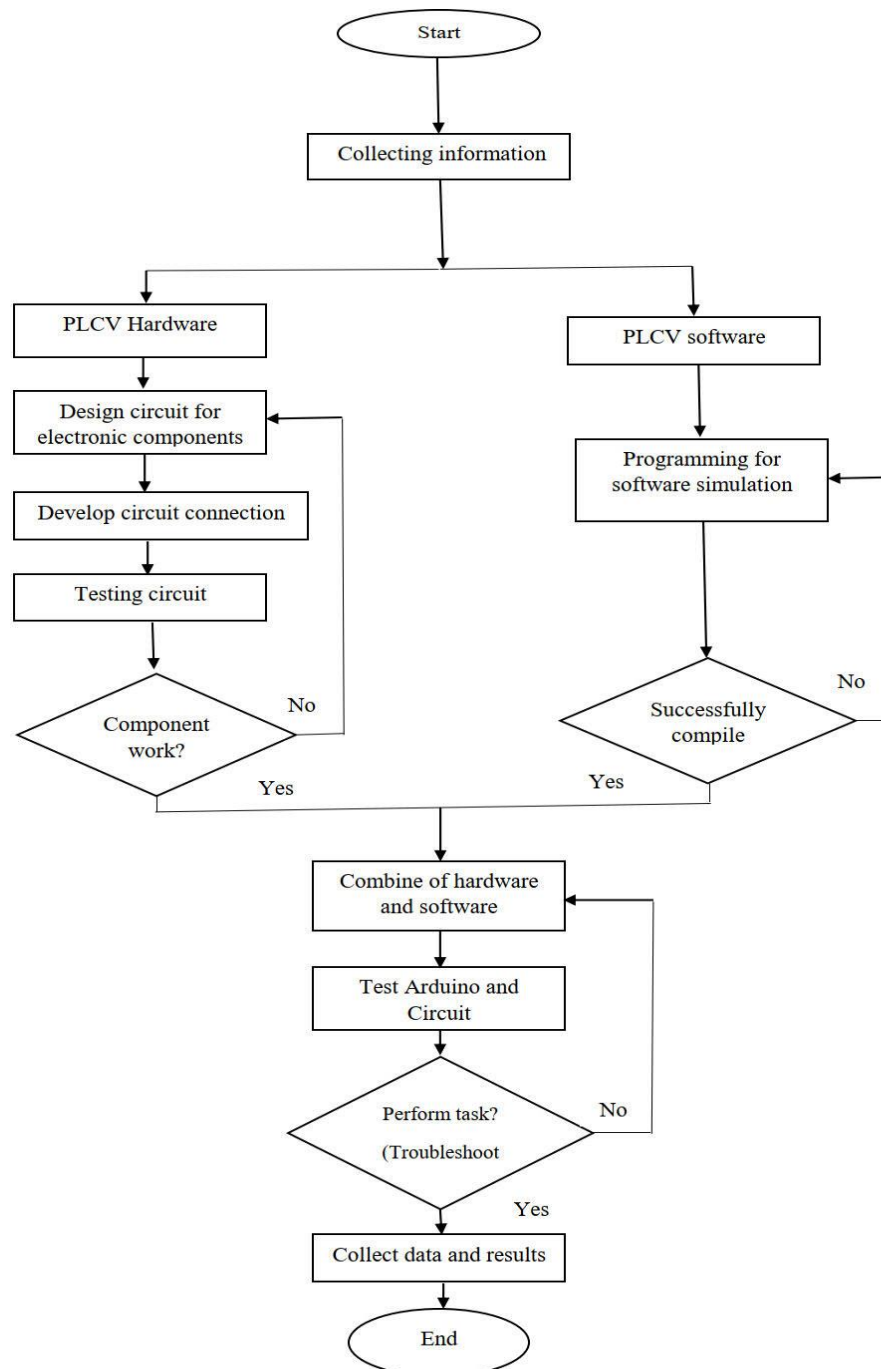 Start
Collecting information
PLCV Hardware
PLCV software
Design circuit for
electronic components
Programming for
software simulation
Develop circuit connection
Testing circuit
Component
work?
No
Successfully
compile
No
Yes
Yes
Combine of hardware
and software
Test Arduino and
Circuit
Perform task?
(Troubleshoot
No
Yes
Collect data and results
End